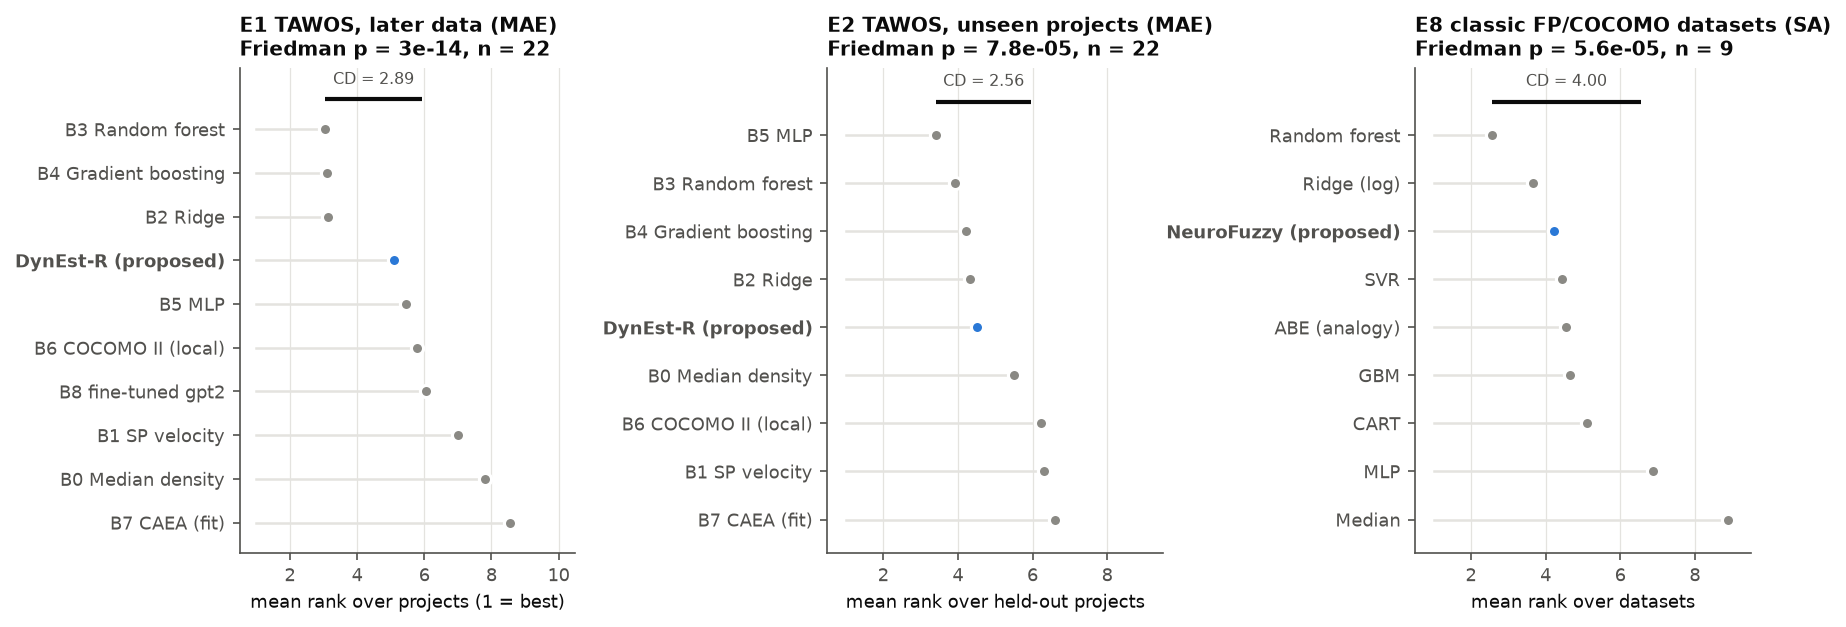 E1 TAWOS, later data (MAE)
Friedman p = 3e-14, n = 22
CD = 2.89
B3 Random forest
B4 Gradient boosting
B2 Ridge
DynEst-R (proposed)
B5 MLP
B6 COCOMO II (local)
B8 fine-tuned gpt2
B1 SP velocity
B0 Median density
B7 CAEA (fit)
2 4 6 8 10
mean rank over projects (1 = best)
E2 TAWOS, unseen projects (MAE)
Friedman p = 7.8e-05, n = 22
CD = 2.56
B5 MLP
B3 Random forest
B4 Gradient boosting
B2 Ridge
DynEst-R (proposed)
B0 Median density
B6 COCOMO II (local)
B1 SP velocity
B7 CAEA (fit)
2 4 6 8
mean rank over held-out projects
E8 classic FP/COCOMO datasets (SA)
Friedman p = 5.6e-05, n = 9
CD = 4.00
Random forest
Ridge (log)
NeuroFuzzy (proposed)
SVR
ABE (analogy)
GBM
CART
MLP
Median
2 4 6 8
mean rank over datasets